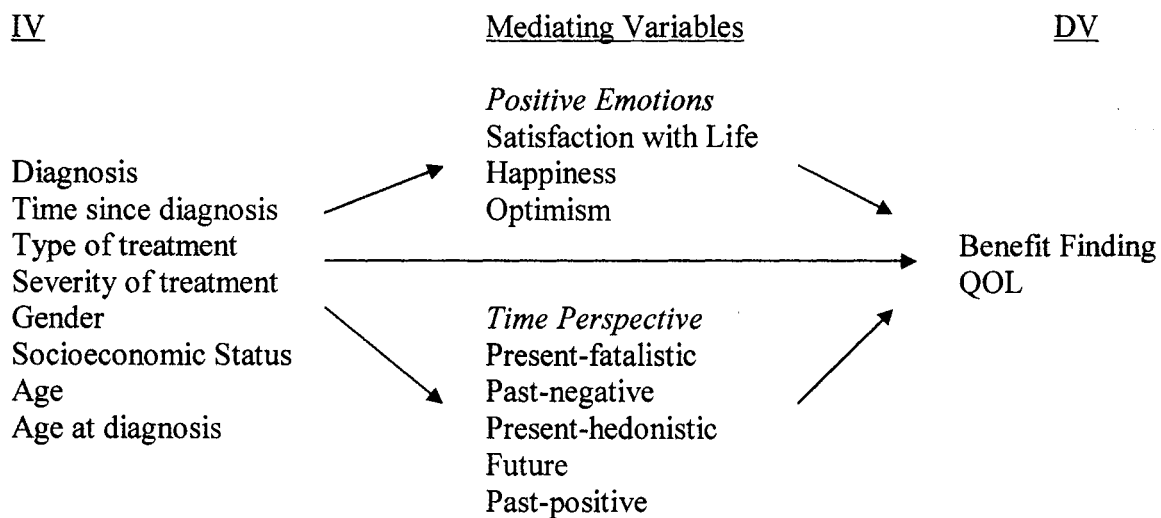 IV
Mediating Variables
DV
Positive Emotions
Satisfaction with Life
Happiness
Optimism
Diagnosis
Time since diagnosis
Type of treatment
Severity of treatment
Gender
Socioeconomic Status
Age
Age at diagnosis
Time Perspective
Present-fatalistic
Past-negative
Present-hedonistic
Future
Past-positive
Benefit Finding
QOL